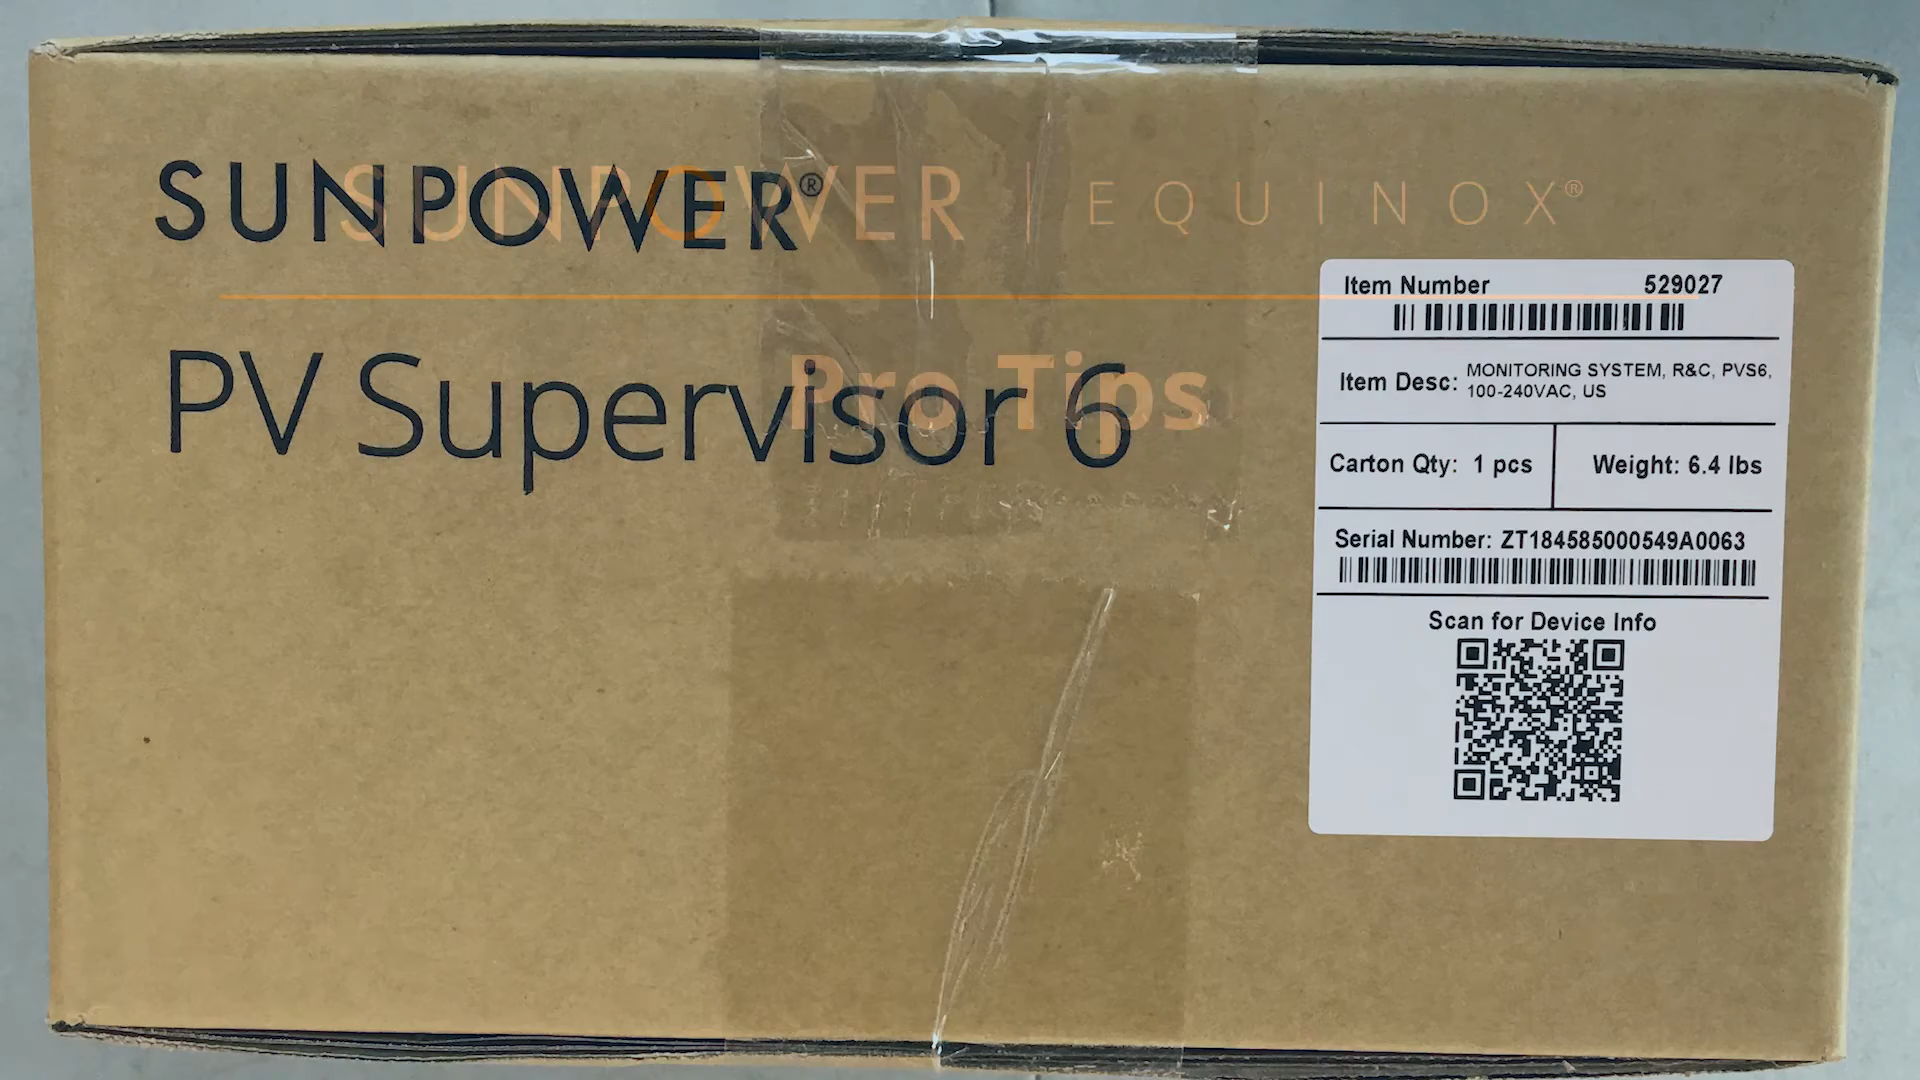 SUNPOWER®
SUNPOWER | EQUINOX®
PV Supervisor 6
Pro Tips
Item Number 529027
Item Desc: MONITORING SYSTEM, R&C, PVS6,
100-240VAC, US
Carton Qty: 1 pcs Weight: 6.4 lbs
Serial Number: ZT184585000549A0063
Scan for Device Info